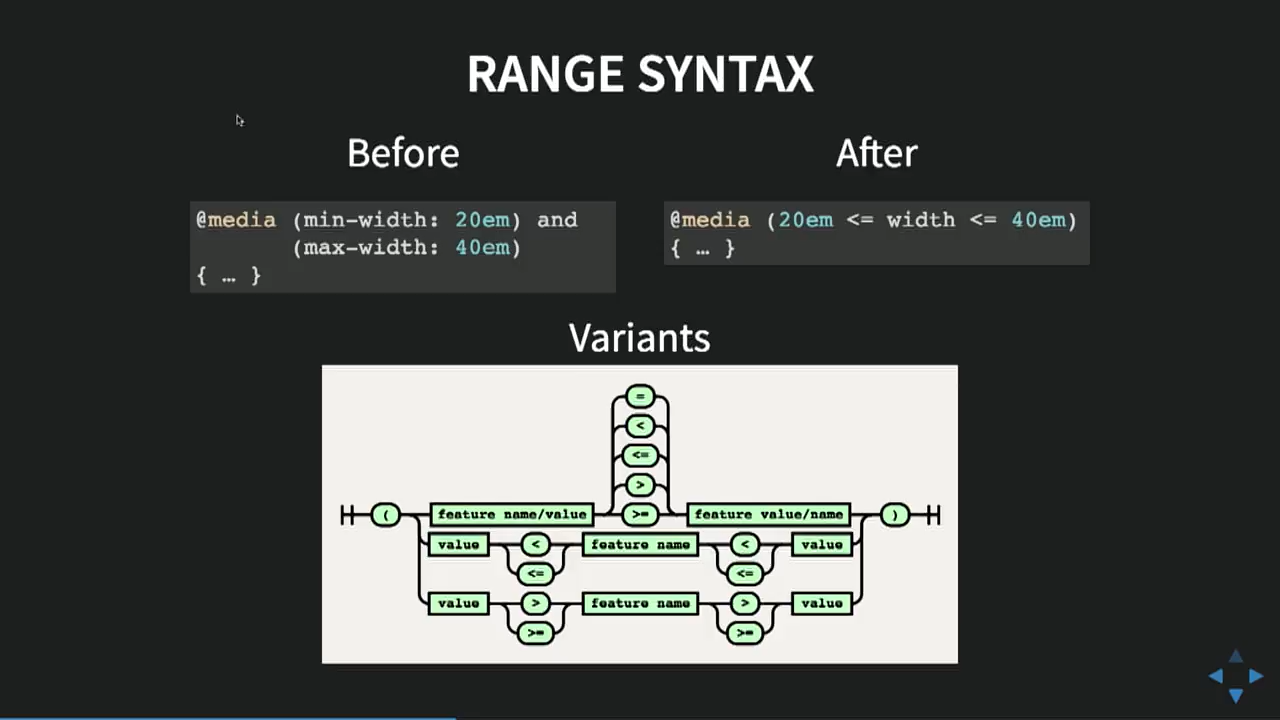 RANGE SYNTAX
Before
After
@media (min-width: 20em) and
(max-width: 40em)
{ … }
@media (20em <= width <= 40em)
{ … }
Variants
=
<
<=
>
( feature name/value >= feature value/name )
value < feature name < value
<= <=
value > feature name > value
>= >=